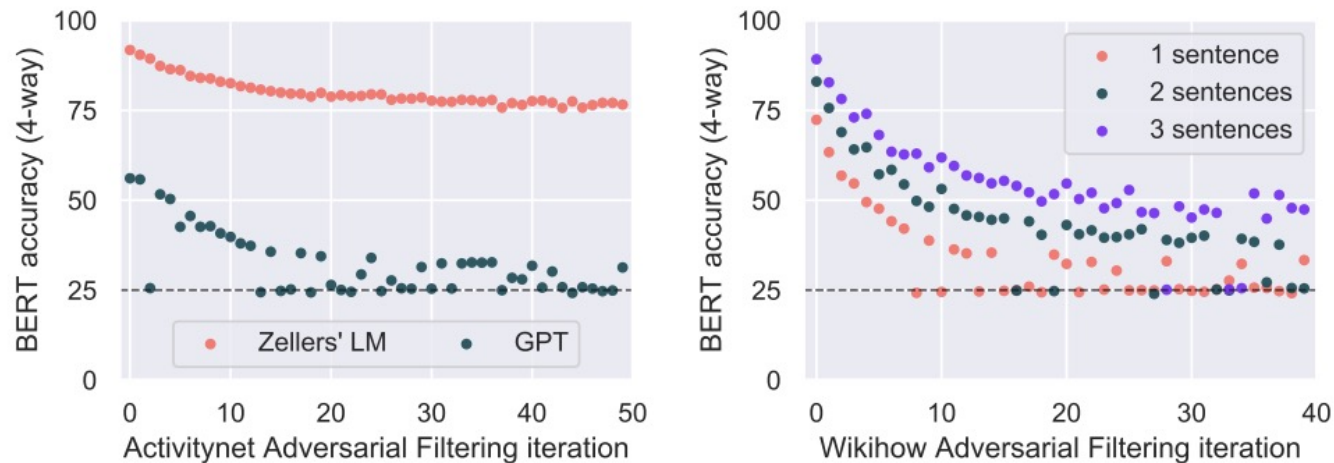 100
75
50
25
0
BERT accuracy (4-way)
Zellers' LM GPT
0 10 20 30 40 50
Activitynet Adversarial Filtering iteration
100
75
50
25
0
BERT accuracy (4-way)
1 sentence
2 sentences
3 sentences
0 10 20 30 39
Wikihow Adversarial Filtering iteration